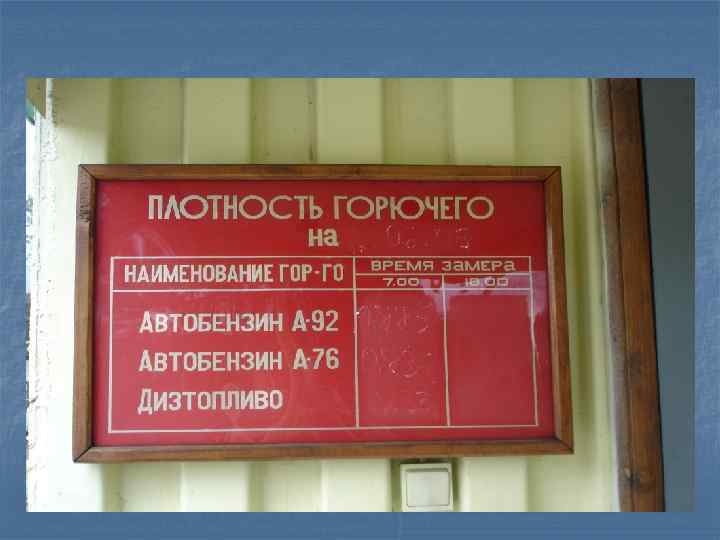 ПЛОТНОСТЬ ГОРЮЧЕГО
на
НАИМЕНОВАНИЕ ГОР-ГО
ВРЕМЯ ЗАМЕРА
7.00 18.00
АВТОБЕНЗИН А-92
АВТОБЕНЗИН А-76
ДИЗТОПЛИВО